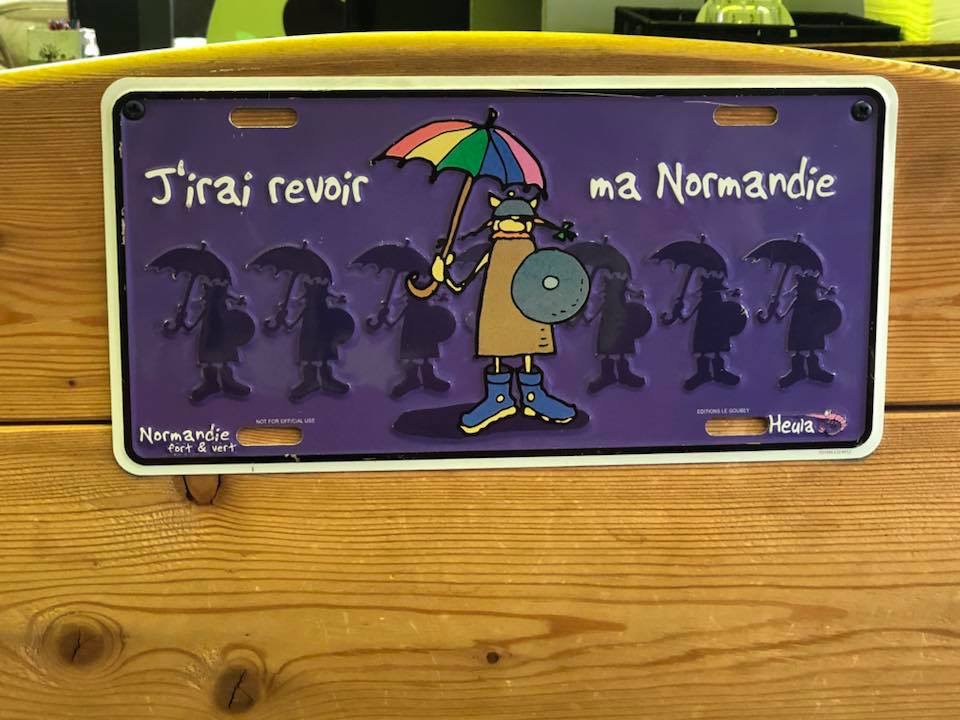 J'irai revoir
ma Normandie
NOT FOR OFFICIAL USE
EDITIONS LE GOUBEY
Normandie
fort & vert
Heula